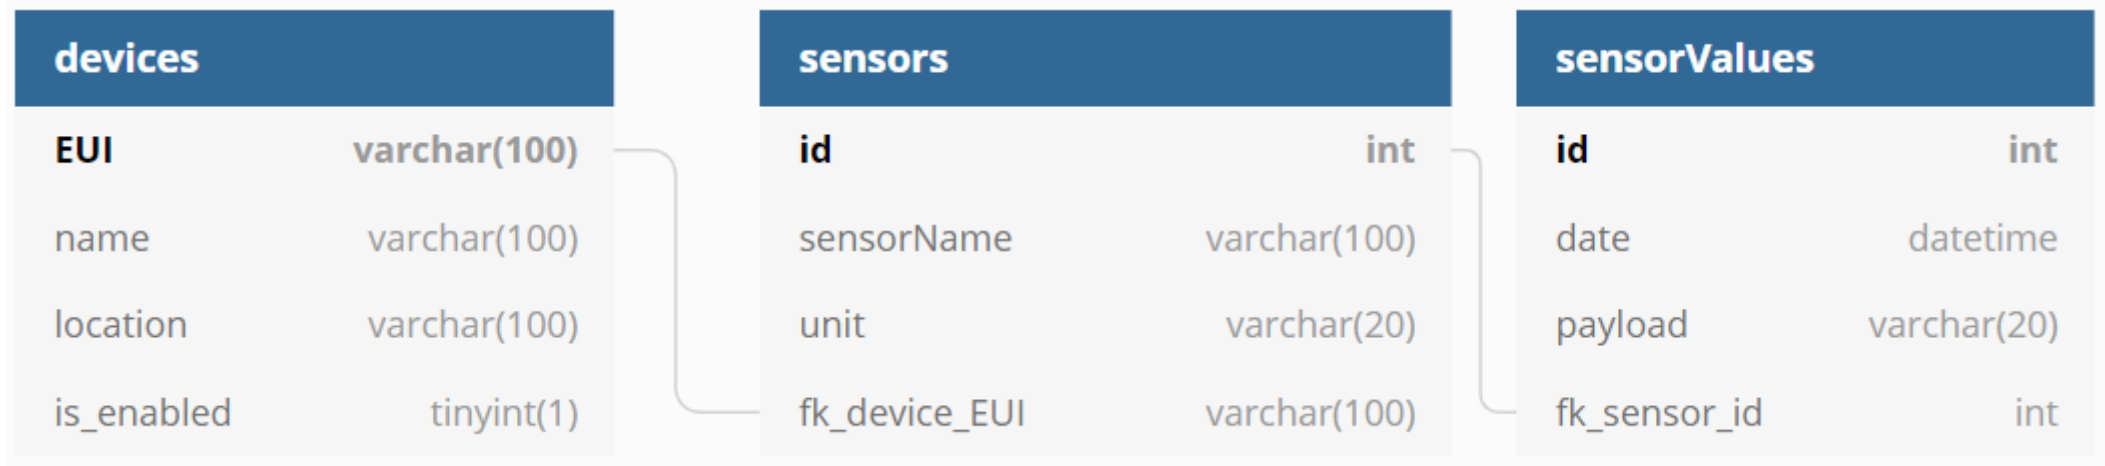 devices
EUI varchar(100)
name varchar(100)
location varchar(100)
is_enabled tinyint(1)
sensors
id int
sensorName varchar(100)
unit varchar(20)
fk_device_EUI varchar(100)
sensorValues
id int
date datetime
payload varchar(20)
fk_sensor_id int